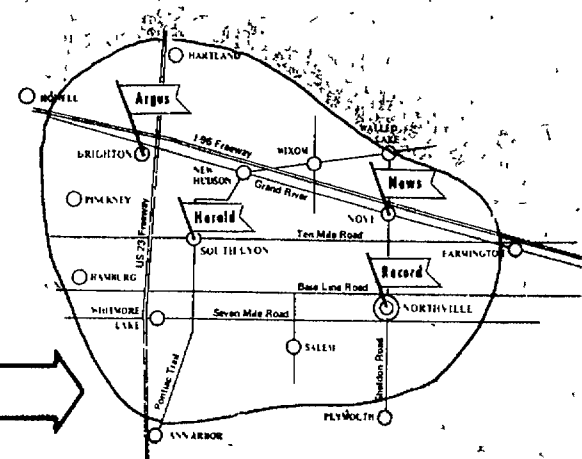 HARTLAND
HOWELL
Argus
I-96 Freeway
WALLED
LAKE
WIXOM
BRIGHTON
NEW
HUDSON
Grand River
News
PINCKNEY
Herald
NOVI
US 23 Freeway
SOUTH LYON
Ten Mile Road
FARMINGTON
HAMBURG
Record
Base Line Road
WHITMORE
LAKE
Seven Mile Road
NORTHVILLE
SALEM
Pontiac Trail
Sheldon Road
PLYMOUTH
ANN ARBOR